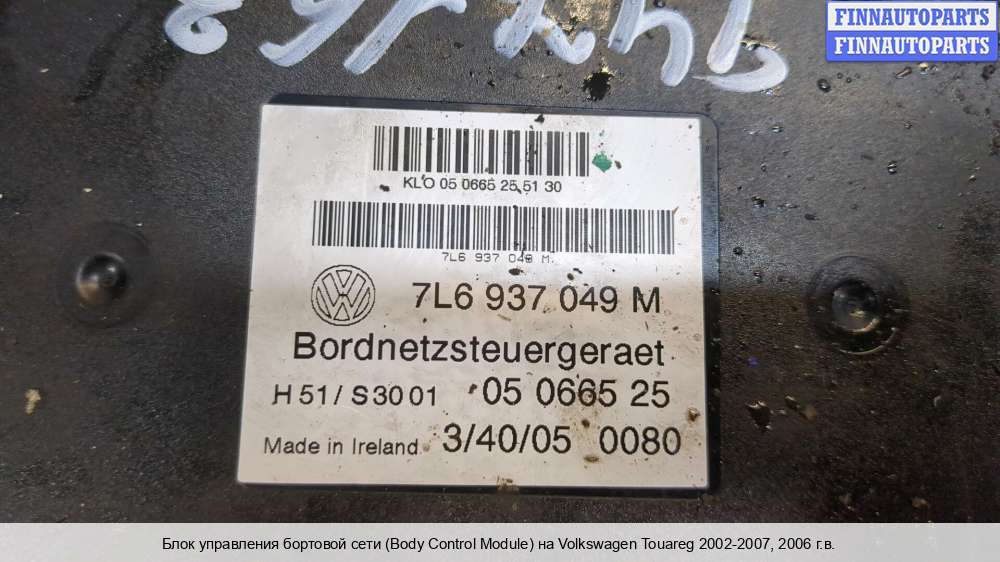 FINNAUTOPARTS
FINNAUTOPARTS
KLO 05 0665 25 5130
7L6 937 049 M.
7L6 937 049 M
Bordnetzsteuergeraet
H 51 / S 30 01 05 0665 25
Made in Ireland 3/40/05 0080
Блок управления бортовой сети (Body Control Module) на Volkswagen Touareg 2002-2007, 2006 г.в.